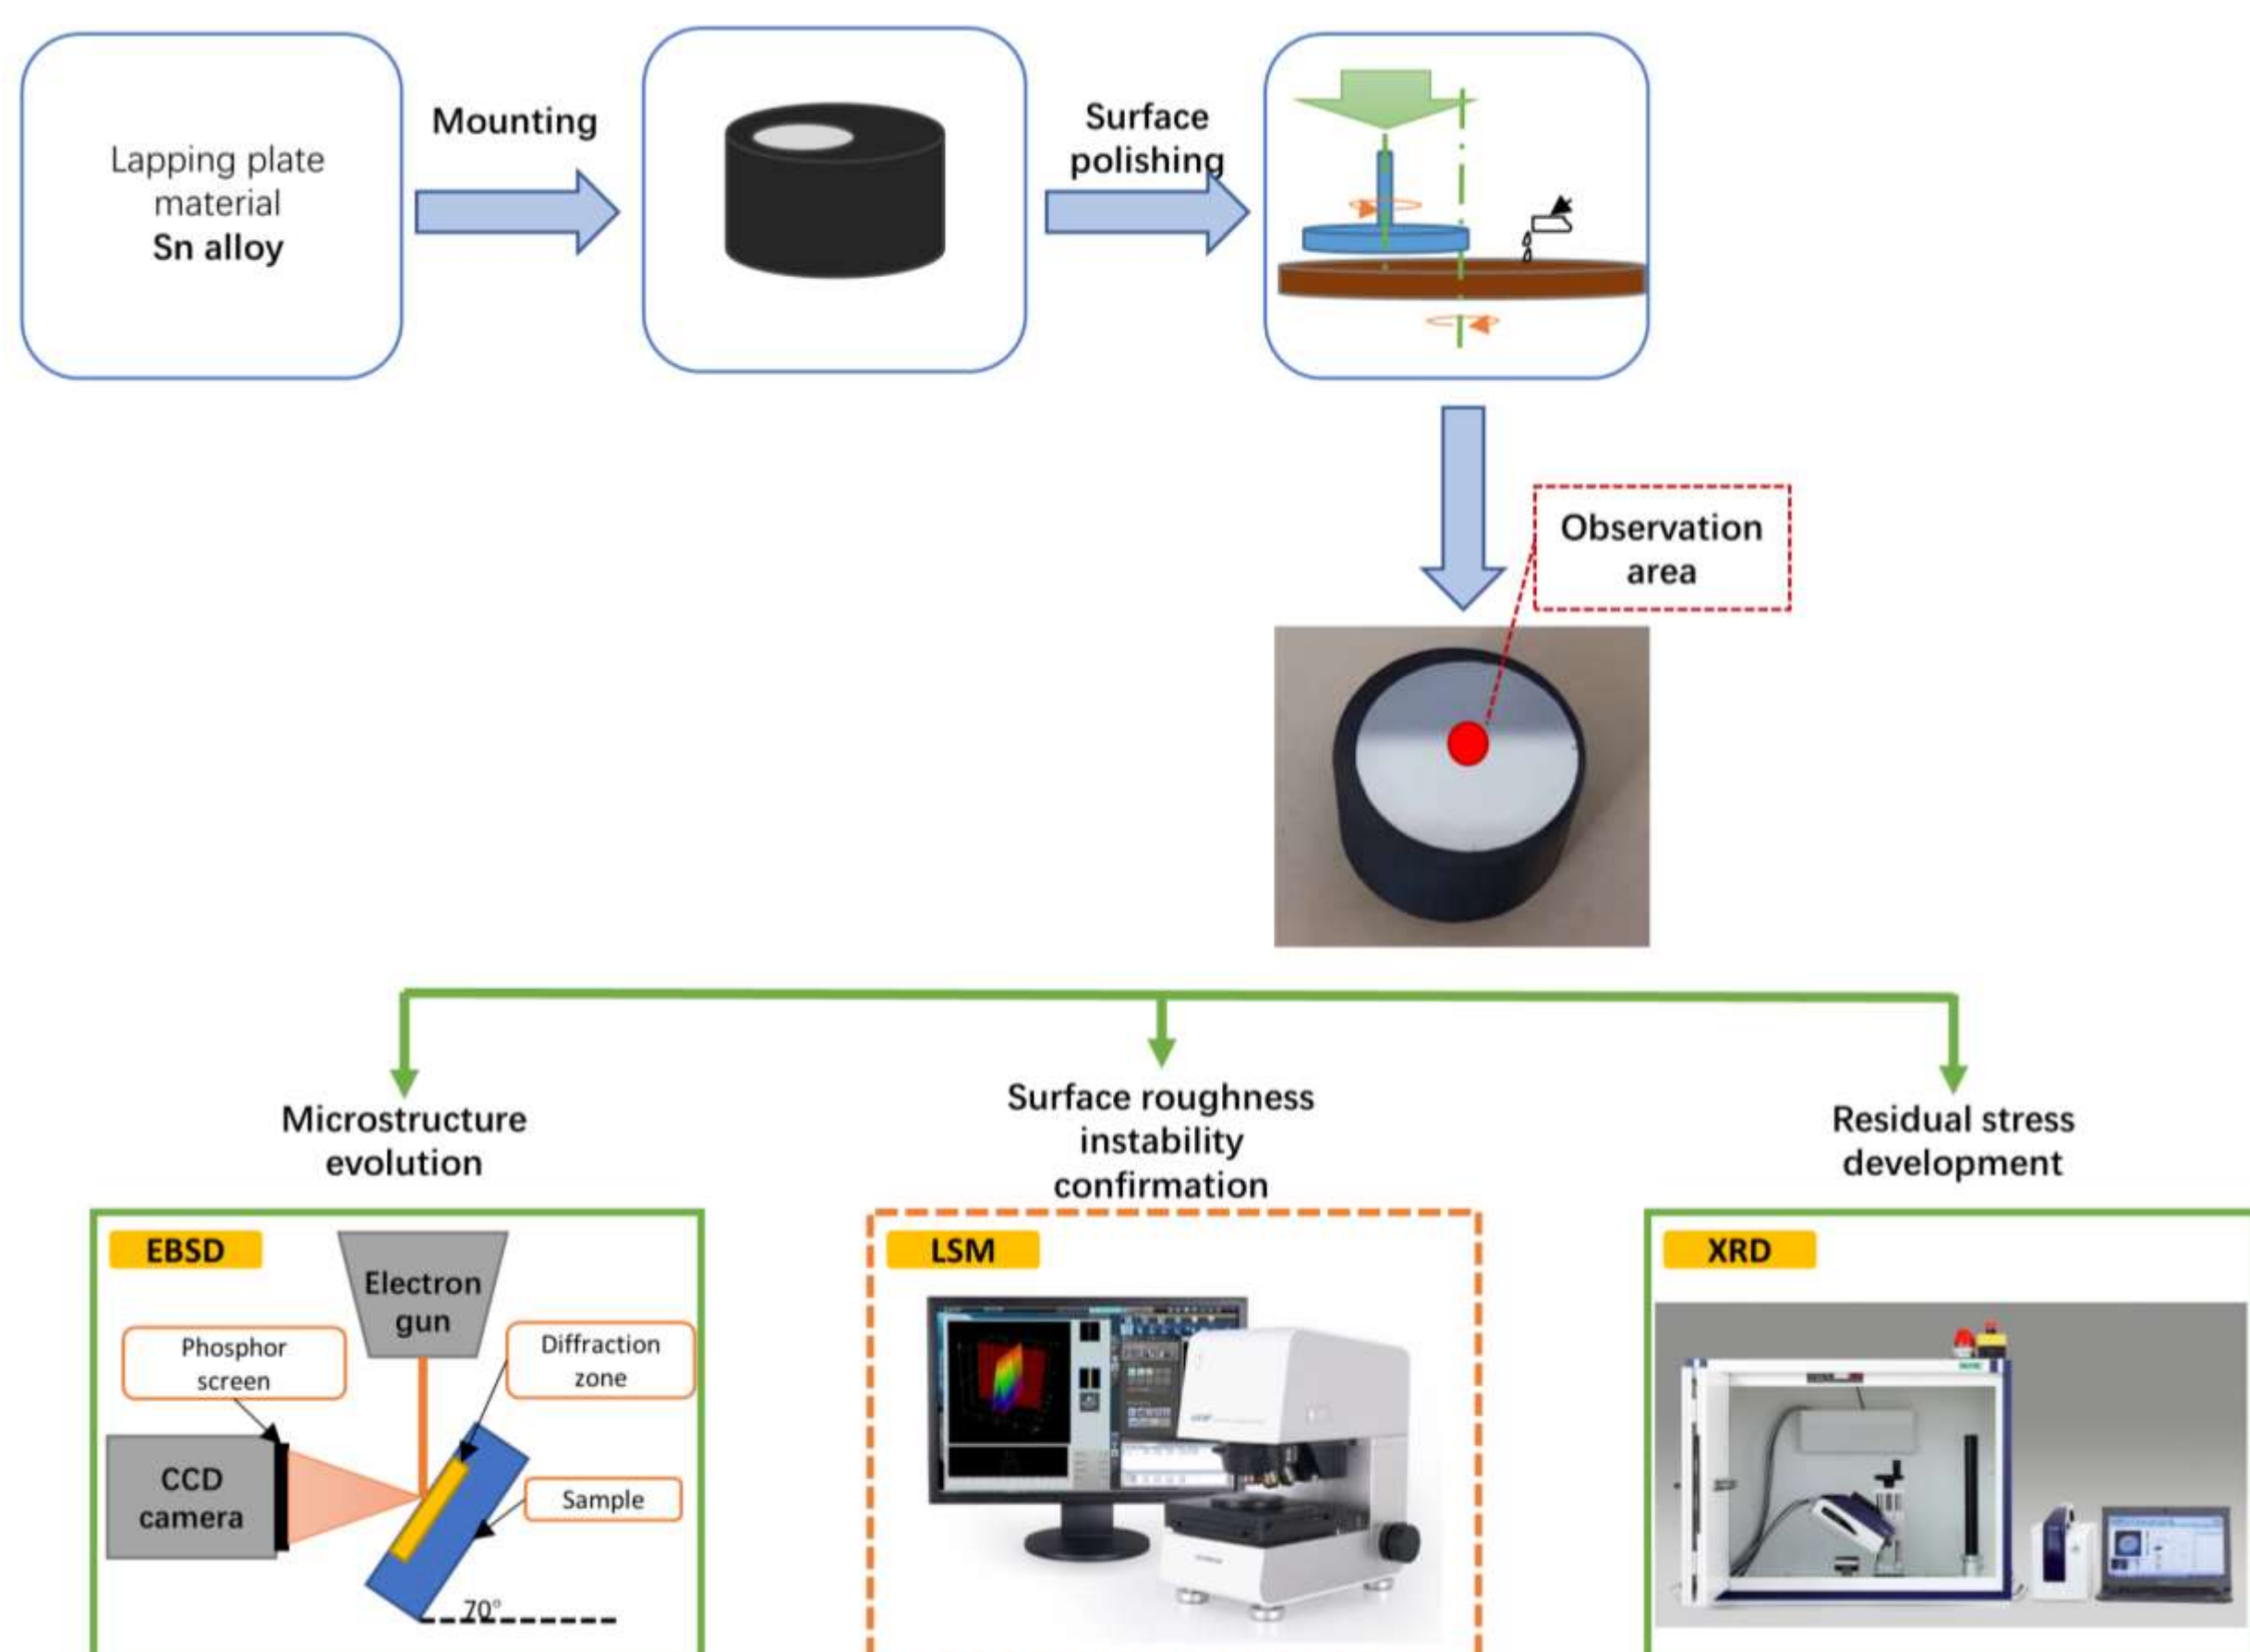 Lapping plate
material
Sn alloy
Mounting
Surface
polishing
Observation
area
Microstructure
evolution
Surface roughness
instability
confirmation
Residual stress
development
EBSD
Electron
gun
Phosphor
screen
Diffraction
zone
CCD
camera
Sample
70°
LSM
XRD